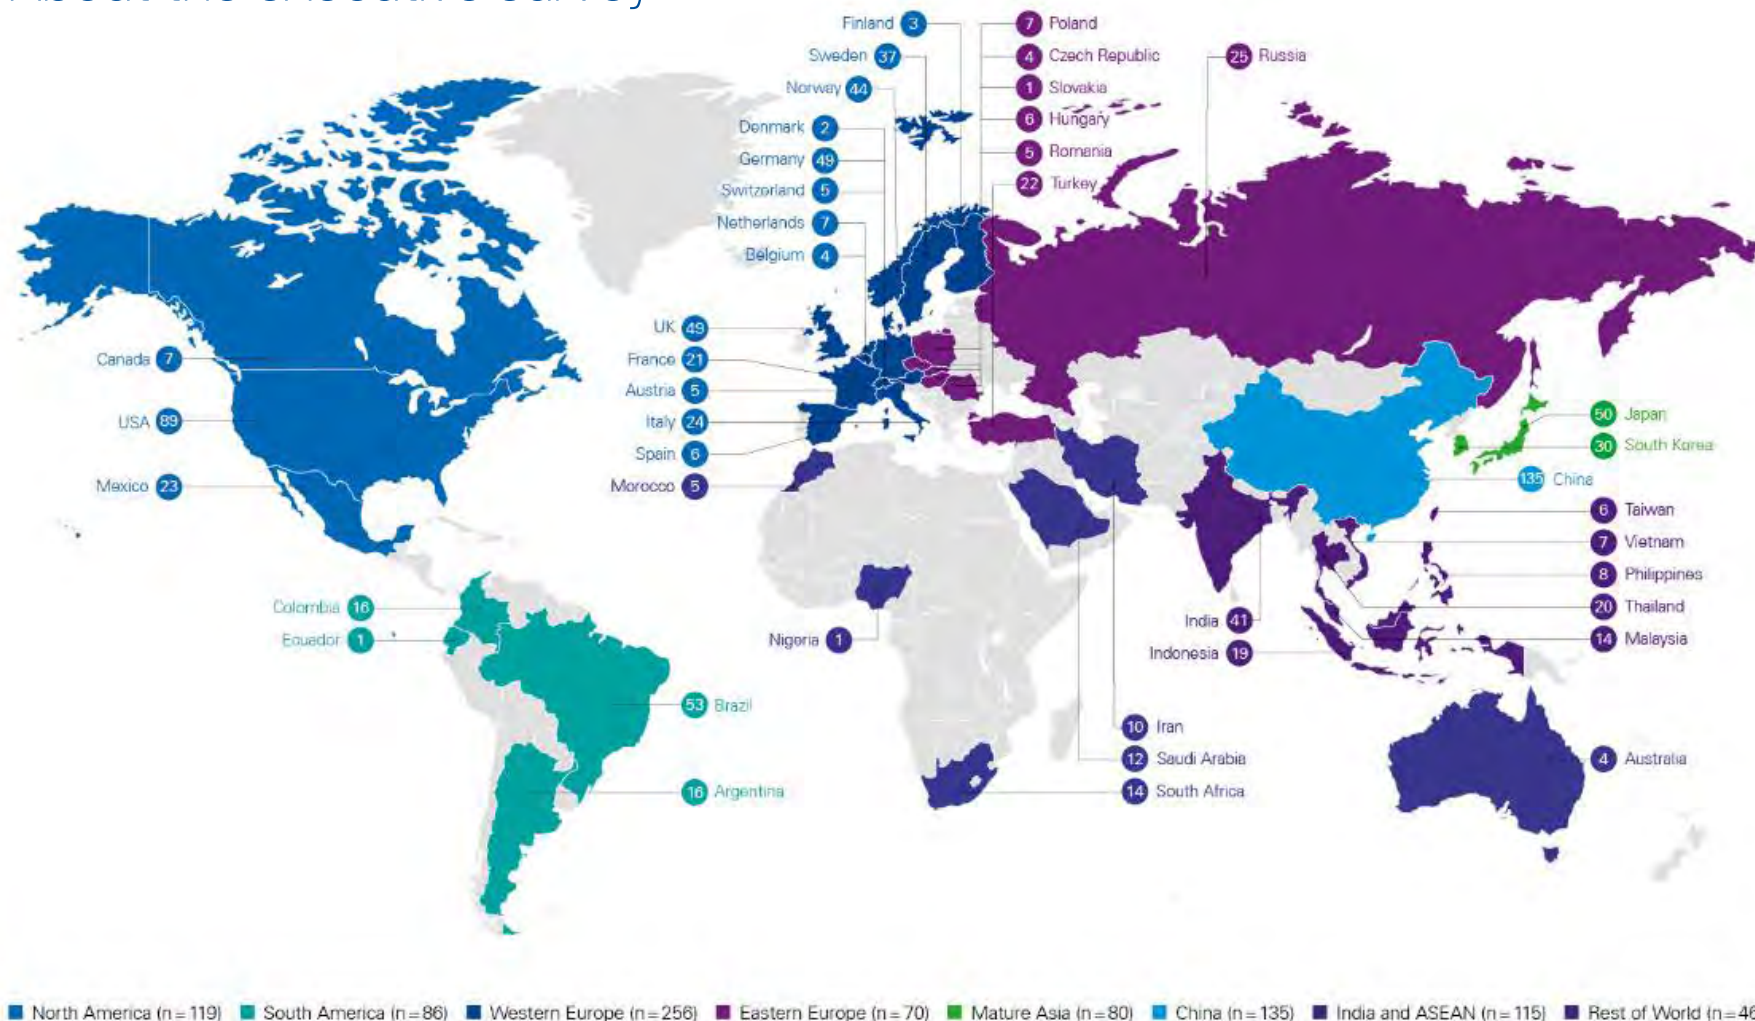 Finland 3
Sweden 37
Norway 44
Denmark 2
Germany 49
Switzerland 5
Netherlands 7
Belgium 4
UK 49
France 21
Austria 5
Italy 24
Spain 6
Morocco 5
7 Poland
4 Czech Republic
1 Slovakia
6 Hungary
5 Romania
22 Turkey
25 Russia
Canada 7
USA 89
Mexico 23
Colombia 16
Ecuador 1
53 Brazil
16 Argentina
Nigeria 1
10 Iran
12 Saudi Arabia
14 South Africa
India 41
Indonesia 19
50 Japan
30 South Korea
135 China
6 Taiwan
7 Vietnam
8 Philippines
20 Thailand
14 Malaysia
4 Australia
North America (n=119) South America (n=86) Western Europe (n=256) Eastern Europe (n=70) Mature Asia (n=80) China (n=135) India and ASEAN (n=115) Rest of World (n=46